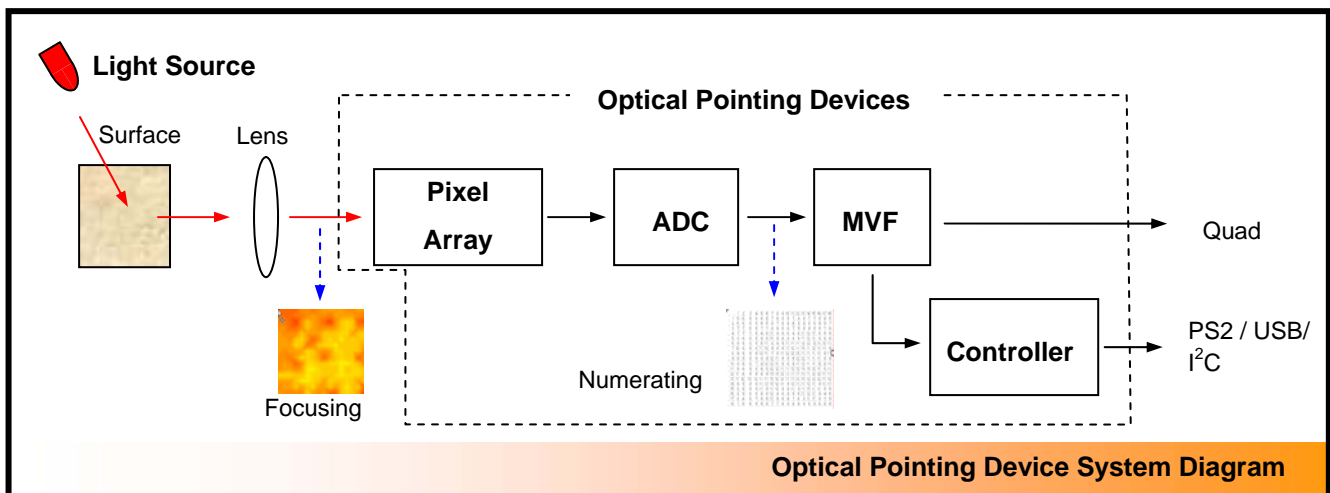 Light Source
Optical Pointing Devices
Surface
Lens
Pixel
Array
ADC
MVF
Quad
Controller
PS2 / USB/
I²C
Numerating
Focusing
Optical Pointing Device System Diagram